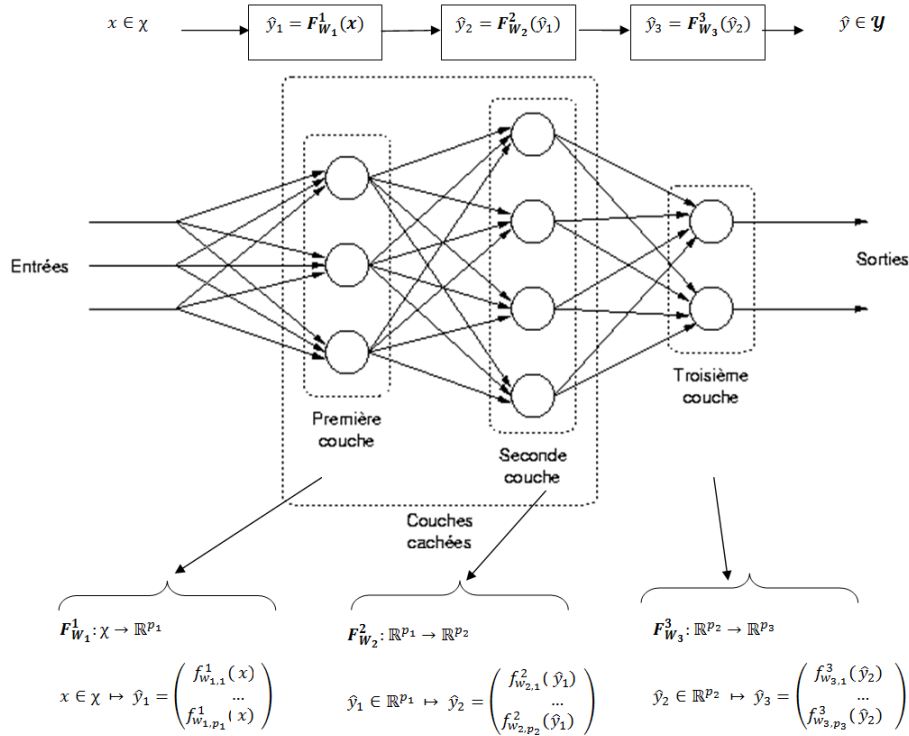 x ∈ χ
ŷ₁ = F¹_{W₁}(x)
ŷ₂ = F²_{W₂}(ŷ₁)
ŷ₃ = F³_{W₃}(ŷ₂)
ŷ ∈ 𝓨
Entrées
Sorties
Première
couche
Seconde
couche
Troisième
couche
Couches
cachées
F¹_{W₁}: χ → ℝ^{p₁}
x ∈ χ ↦ ŷ₁ = (f¹_{w₁,₁}(x)
...
f¹_{w₁,p₁}(x))
F²_{W₂}: ℝ^{p₁} → ℝ^{p₂}
ŷ₁ ∈ ℝ^{p₁} ↦ ŷ₂ = (f²_{w₂,₁}(ŷ₁)
...
f²_{w₂,p₂}(ŷ₁))
F³_{W₃}: ℝ^{p₂} → ℝ^{p₃}
ŷ₂ ∈ ℝ^{p₂} ↦ ŷ₃ = (f³_{w₃,₁}(ŷ₂)
...
f³_{w₃,p₃}(ŷ₂))